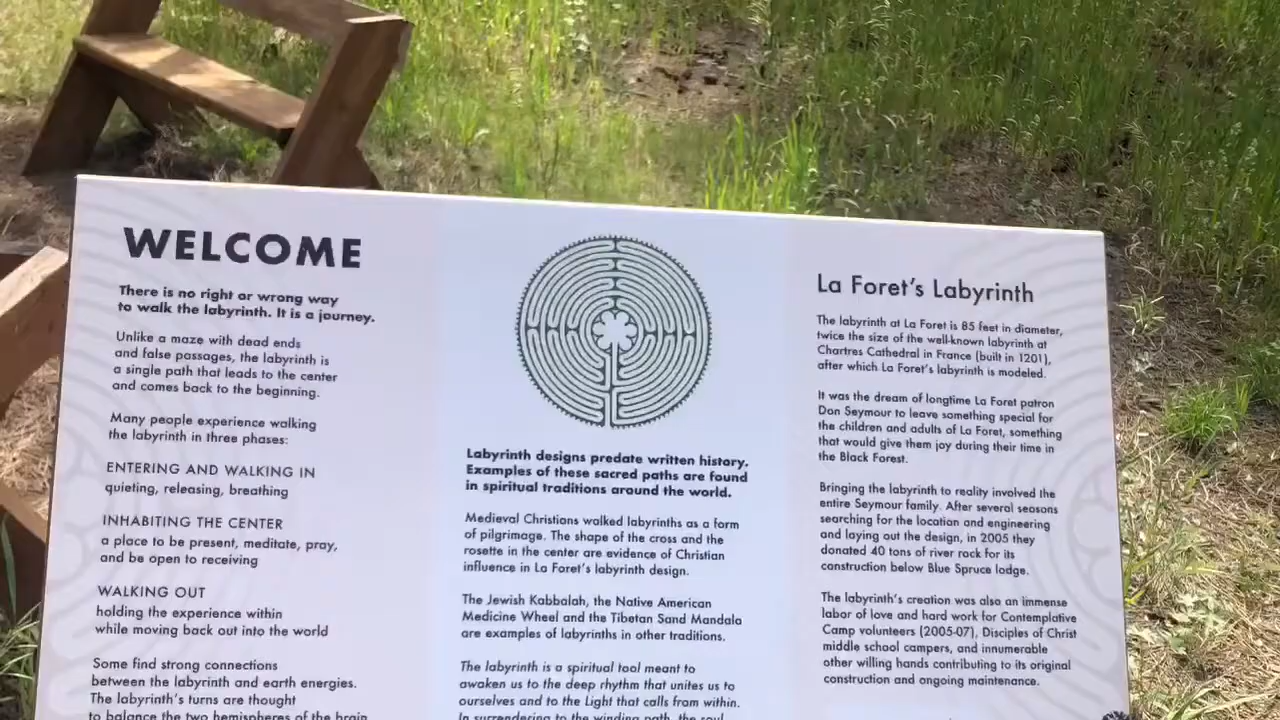 WELCOME
There is no right or wrong way
to walk the labyrinth. It is a journey.
Unlike a maze with dead ends
and false passages, the labyrinth is
a single path that leads to the center
and comes back to the beginning.
Many people experience walking
the labyrinth in three phases:
ENTERING AND WALKING IN
quieting, releasing, breathing
INHABITING THE CENTER
a place to be present, meditate, pray,
and be open to receiving
WALKING OUT
holding the experience within
while moving back out into the world
Some find strong connections
between the labyrinth and earth energies.
The labyrinth's turns are thought
to balance the two hemispheres of the brain
Labyrinth designs predate written history.
Examples of these sacred paths are found
in spiritual traditions around the world.
Medieval Christians walked labyrinths as a form
of pilgrimage. The shape of the cross and the
rosette in the center are evidence of Christian
influence in La Foret's labyrinth design.
The Jewish Kabbalah, the Native American
Medicine Wheel and the Tibetan Sand Mandala
are examples of labyrinths in other traditions.
The labyrinth is a spiritual tool meant to
awaken us to the deep rhythm that unites us to
ourselves and to the Light that calls from within.
In surrendering to the winding path, the soul
La Foret's Labyrinth
The labyrinth at La Foret is 85 feet in diameter,
twice the size of the well-known labyrinth at
Chartres Cathedral in France (built in 1201),
after which La Foret's labyrinth is modeled.
It was the dream of longtime La Foret patron
Don Seymour to leave something special for
the children and adults of La Foret, something
that would give them joy during their time in
the Black Forest.
Bringing the labyrinth to reality involved the
entire Seymour family. After several seasons
searching for the location and engineering
and laying out the design, in 2005 they
donated 40 tons of river rock for its
construction below Blue Spruce lodge.
The labyrinth's creation was also an immense
labor of love and hard work for Contemplative
Camp volunteers (2005-07), Disciples of Christ
middle school campers, and innumerable
other willing hands contributing to its original
construction and ongoing maintenance.